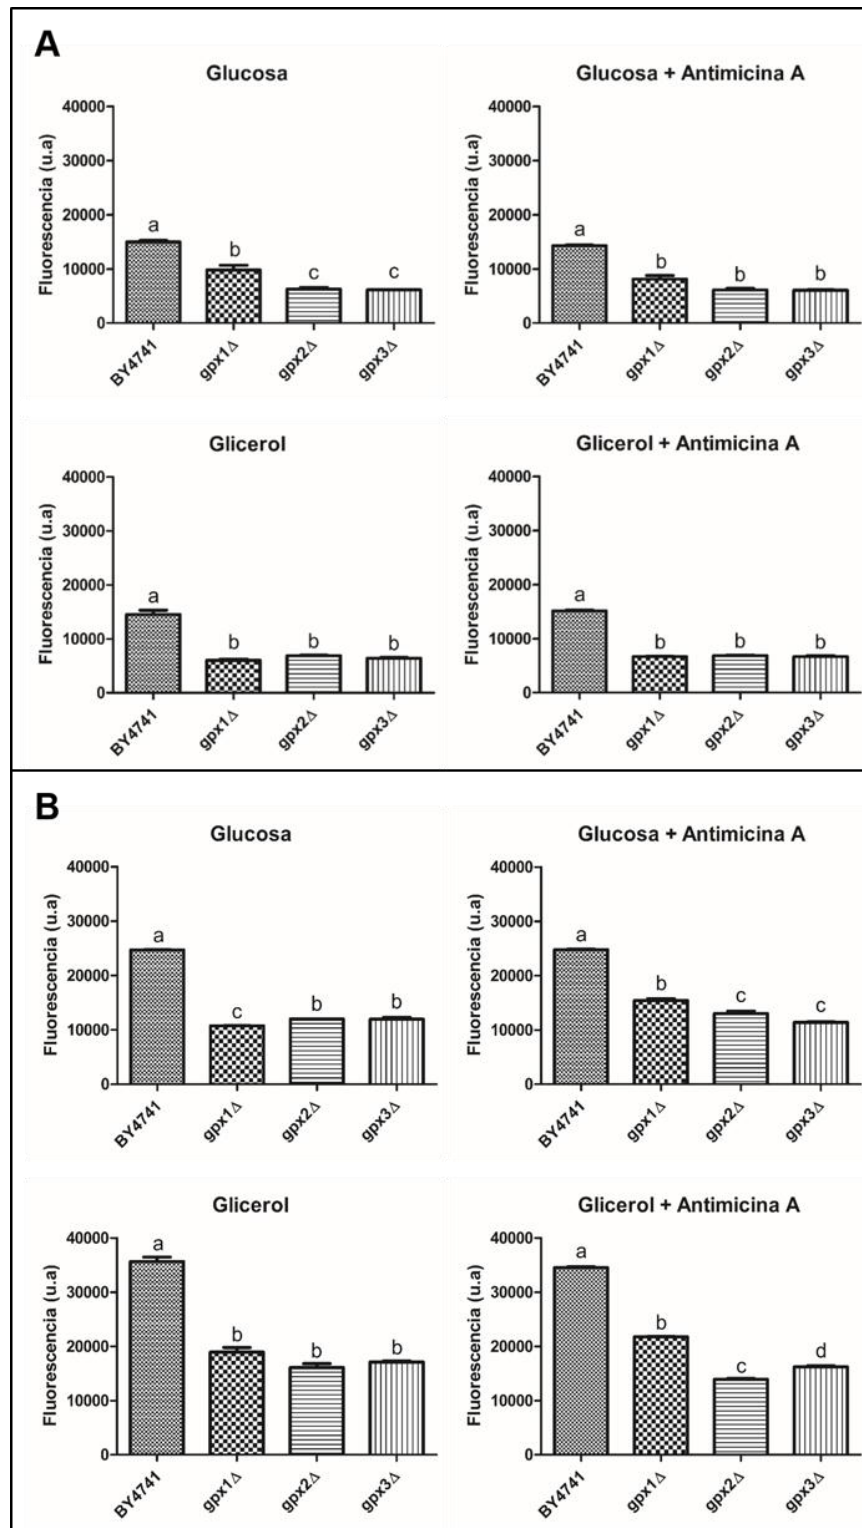 A
Glucosa
Fluorescencia (u.a)
40000
30000
20000
10000
0
a
b
c
c
BY4741
gpx1Δ
gpx2Δ
gpx3Δ
Glucosa + Antimicina A
Fluorescencia (u.a)
40000
30000
20000
10000
0
a
b
b
b
BY4741
gpx1Δ
gpx2Δ
gpx3Δ
Glicerol
Fluorescencia (u.a)
40000
30000
20000
10000
0
a
b
b
b
BY4741
gpx1Δ
gpx2Δ
gpx3Δ
Glicerol + Antimicina A
Fluorescencia (u.a)
40000
30000
20000
10000
0
a
b
b
b
BY4741
gpx1Δ
gpx2Δ
gpx3Δ
B
Glucosa
Fluorescencia (u.a)
40000
30000
20000
10000
0
a
c
b
b
BY4741
gpx1Δ
gpx2Δ
gpx3Δ
Glucosa + Antimicina A
Fluorescencia (u.a)
40000
30000
20000
10000
0
a
b
c
c
BY4741
gpx1Δ
gpx2Δ
gpx3Δ
Glicerol
Fluorescencia (u.a)
40000
30000
20000
10000
0
a
b
b
b
BY4741
gpx1Δ
gpx2Δ
gpx3Δ
Glicerol + Antimicina A
Fluorescencia (u.a)
40000
30000
20000
10000
0
a
b
c
d
BY4741
gpx1Δ
gpx2Δ
gpx3Δ